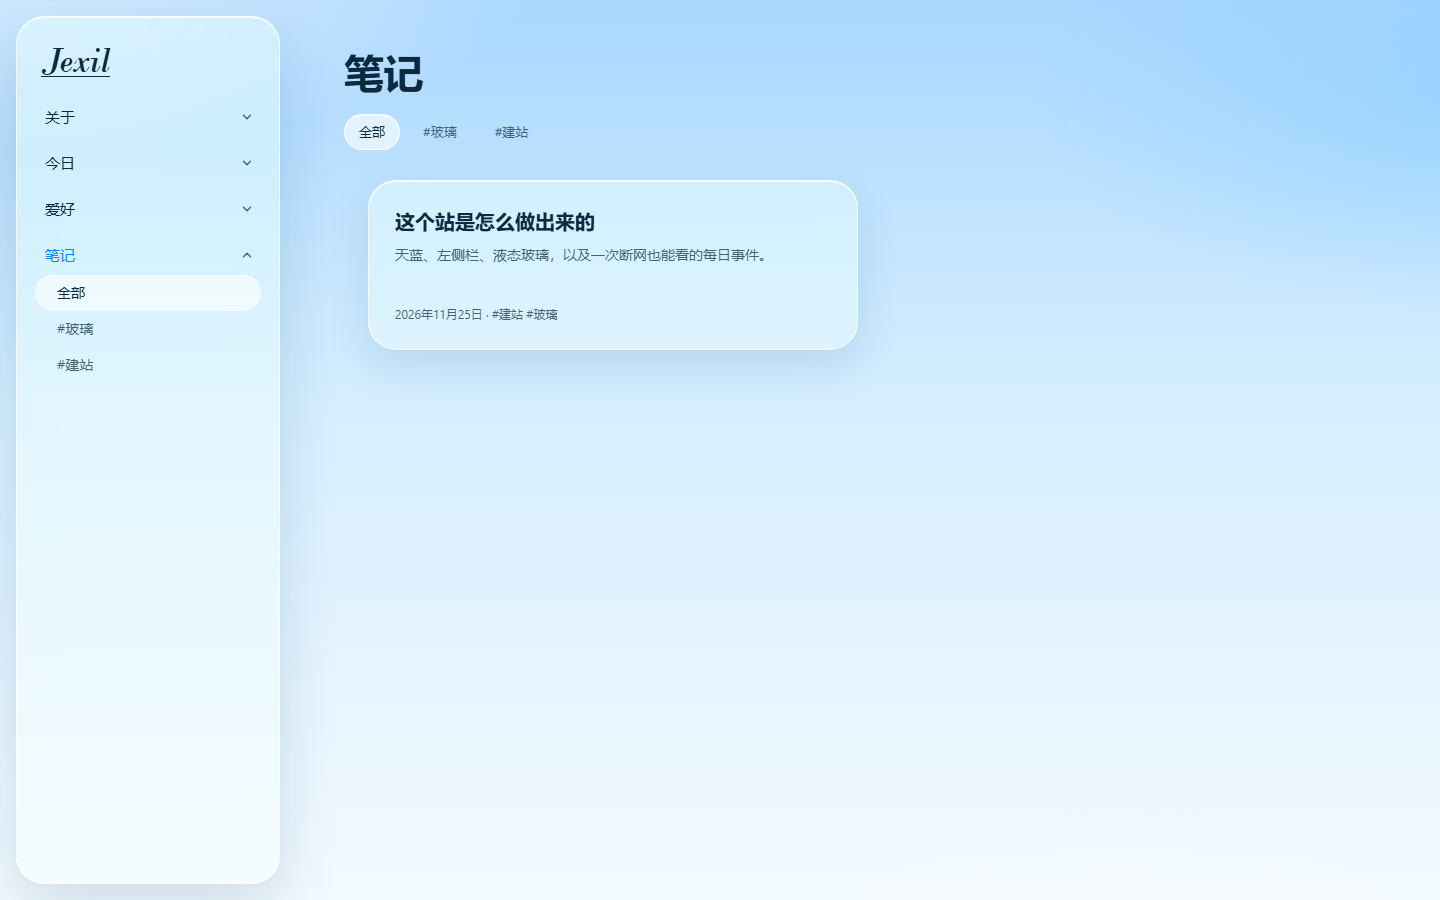 Jexil
关于
今日
爱好
笔记
全部
#玻璃
#建站
笔记
全部 #玻璃 #建站
这个站是怎么做出来的
天蓝、左侧栏、液态玻璃，以及一次断网也能看的每日事件。
2026年11月25日 · #建站 #玻璃